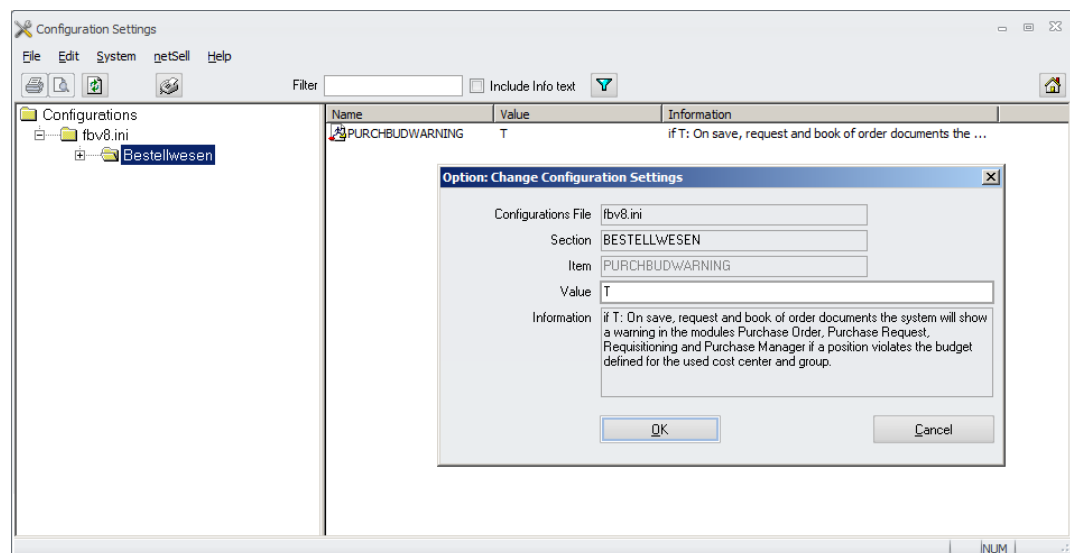 Configuration Settings
File Edit System netSell Help
Filter Include Info text
Configurations
fbv8.ini
Bestellwesen
Name Value Information
PURCHBUDWARNING T if T: On save, request and book of order documents the ...
Option: Change Configuration Settings
Configurations File fbv8.ini
Section BESTELLWESEN
Item PURCHBUDWARNING
Value T
Information if T: On save, request and book of order documents the system will show
a warning in the modules Purchase Order, Purchase Request,
Requisitioning and Purchase Manager if a position violates the budget
defined for the used cost center and group.
OK Cancel
NUM